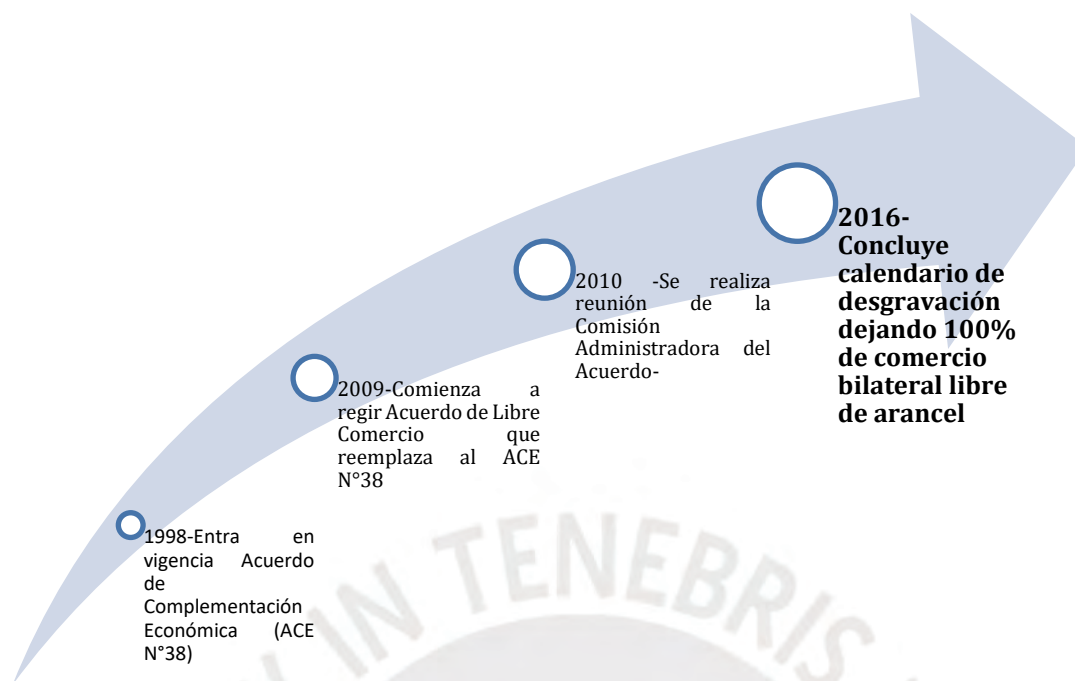 2016-
Concluye
calendario de
desgravación
dejando 100%
de comercio
bilateral libre
de arancel
2010 -Se realiza
reunión de la
Comisión
Administradora del
Acuerdo-
2009-Comienza a
regir Acuerdo de Libre
Comercio que
reemplaza al ACE
N°38
1998-Entra en
vigencia Acuerdo
de
Complementación
Económica (ACE
N°38)
IN TENEBRIS